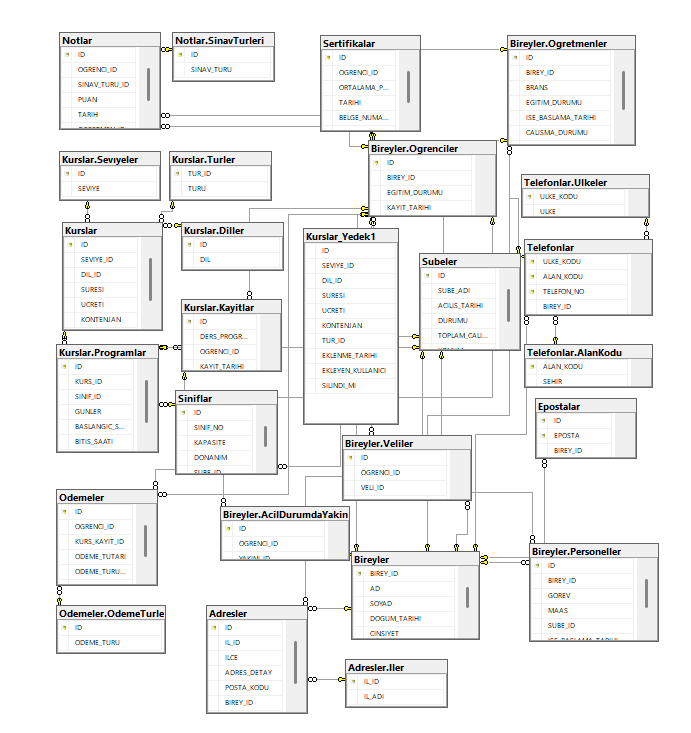 Notlar
ID
OGRENCI_ID
SINAV_TURU_ID
PUAN
TARIH
Notlar.SinavTurleri
ID
SINAV_TURU
Sertifikalar
ID
OGRENCI_ID
ORTALAMA_P...
TARIHI
BELGE_NUMA...
Bireyler.Ogretmenler
ID
BIREY_ID
BRANS
EGITIM_DURUMU
ISE_BASLAMA_TARIHI
CALISMA_DURUMU
Kurslar.Seviyeler
ID
SEVIYE
Kurslar.Turler
TUR_ID
TURU
Bireyler.Ogrenciler
ID
BIREY_ID
EGITIM_DURUMU
KAYIT_TARIHI
Telefonlar.Ulkeler
ULKE_KODU
ULKE
Kurslar
ID
SEVIYE_ID
DIL_ID
SURESI
UCRETI
KONTENJAN
Kurslar.Diller
ID
DIL
Kurslar_Yedek1
ID
SEVIYE_ID
DIL_ID
SURESI
UCRETI
KONTENJAN
TUR_ID
EKLENME_TARIHI
EKLEYEN_KULLANICI
SILINDI_MI
Subeler
ID
SUBE_ADI
ACILIS_TARIHI
DURUMU
TOPLAM_CALI...
Telefonlar
ULKE_KODU
ALAN_KODU
TELEFON_NO
BIREY_ID
Kurslar.Kayitlar
ID
DERS_PROGR...
OGRENCI_ID
KAYIT_TARIHI
Kurslar.Programlar
ID
KURS_ID
SINIF_ID
GUNLER
BASLANGIC_S...
BITIS_SAATI
Telefonlar.AlanKodu
ALAN_KODU
SEHIR
Siniflar
ID
SINIF_NO
KAPASITE
DONANIM
SUBE_ID
Epostalar
ID
EPOSTA
BIREY_ID
Bireyler.Veliler
ID
OGRENCI_ID
VELI_ID
Odemeler
ID
OGRENCI_ID
KURS_KAYIT_ID
ODEME_TUTARI
ODEME_TURU...
Bireyler.AcilDurumdaYakin
ID
OGRENCI_ID
YAKINI_ID
Bireyler
BIREY_ID
AD
SOYAD
DOGUM_TARIHI
CINSIYET
Bireyler.Personeller
ID
BIREY_ID
GOREV
MAAS
SUBE_ID
ISE_BASLAMA_TARIHI
Odemeler.OdemeTurle
ID
ODEME_TURU
Adresler
ID
IL_ID
ILCE
ADRES_DETAY
POSTA_KODU
BIREY_ID
Adresler.Iler
IL_ID
IL_ADI